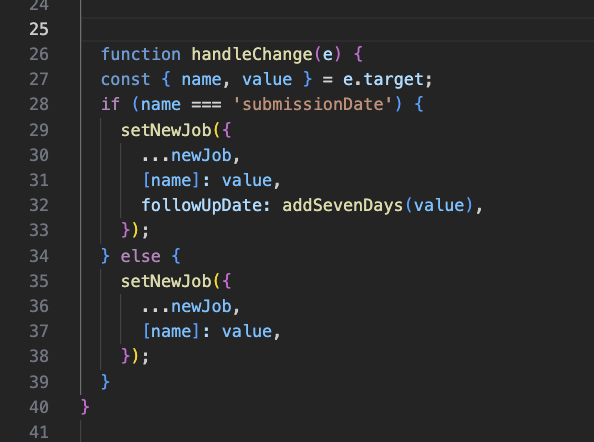 24
25
26 function handleChange(e) {
27 const { name, value } = e.target;
28 if (name === 'submissionDate') {
29 setNewJob({
30 ...newJob,
31 [name]: value,
32 followUpDate: addSevenDays(value),
33 });
34 } else {
35 setNewJob({
36 ...newJob,
37 [name]: value,
38 });
39 }
40 }
41